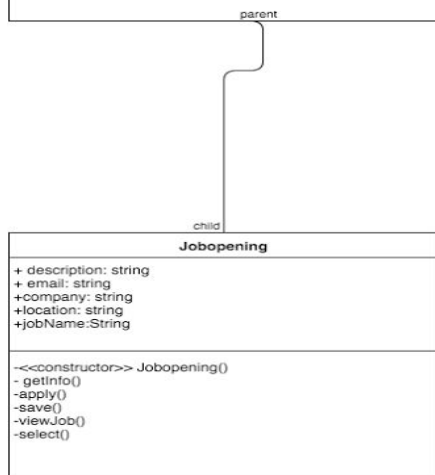 parent
child
Jobopening
+ description: string
+ email: string
+company: string
+location: string
+jobName:String
-<<constructor>> Jobopening()
- getInfo()
-apply()
-save()
-viewJob()
-select()